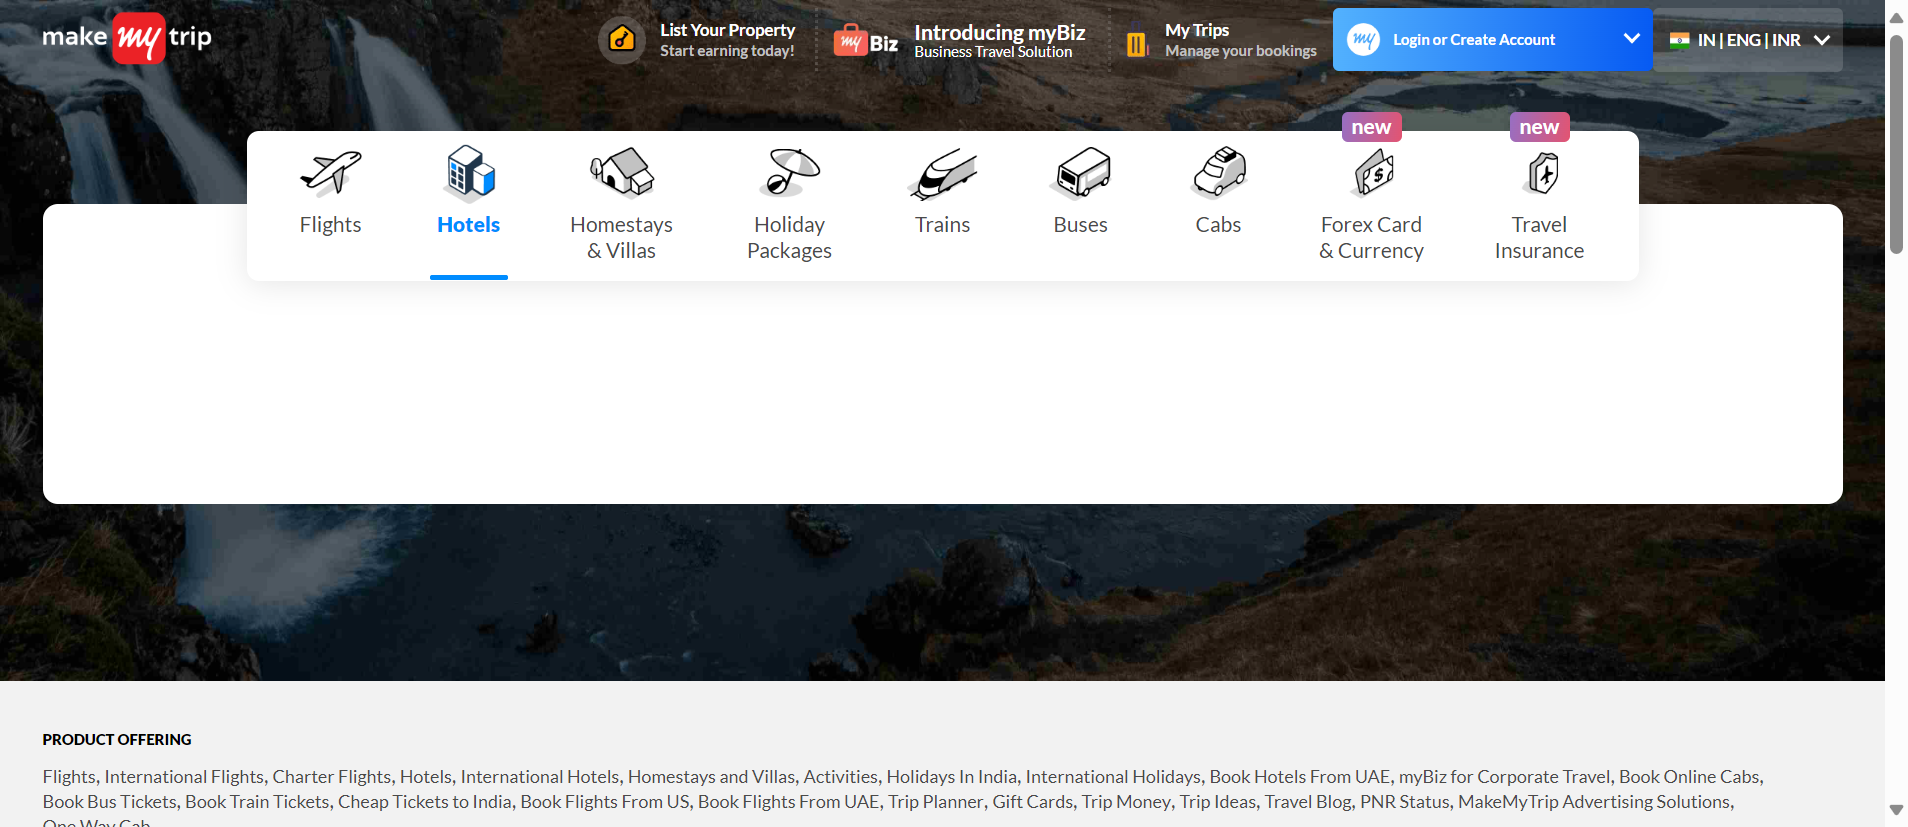 make my trip
List Your Property
Start earning today!
my Biz
Introducing myBiz
Business Travel Solution
My Trips
Manage your bookings
my Login or Create Account
IN | ENG | INR
new
new
Flights
Hotels
Homestays
& Villas
Holiday
Packages
Trains
Buses
Cabs
Forex Card
& Currency
Travel
Insurance
PRODUCT OFFERING
Flights, International Flights, Charter Flights, Hotels, International Hotels, Homestays and Villas, Activities, Holidays In India, International Holidays, Book Hotels From UAE, myBiz for Corporate Travel, Book Online Cabs,
Book Bus Tickets, Book Train Tickets, Cheap Tickets to India, Book Flights From US, Book Flights From UAE, Trip Planner, Gift Cards, Trip Money, Trip Ideas, Travel Blog, PNR Status, MakeMyTrip Advertising Solutions,
One Way Cab